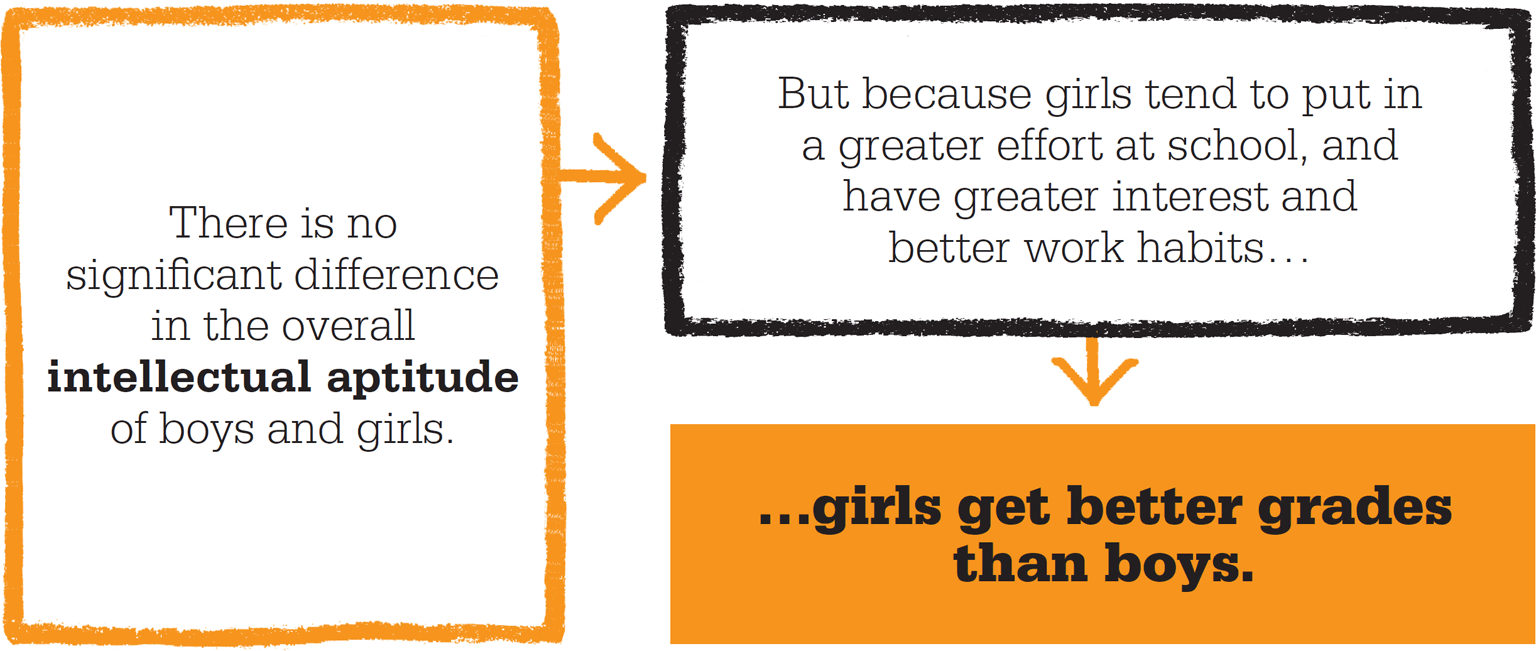 There is no
significant difference
in the overall
intellectual aptitude
of boys and girls.
But because girls tend to put in
a greater effort at school, and
have greater interest and
better work habits…
…girls get better grades
than boys.